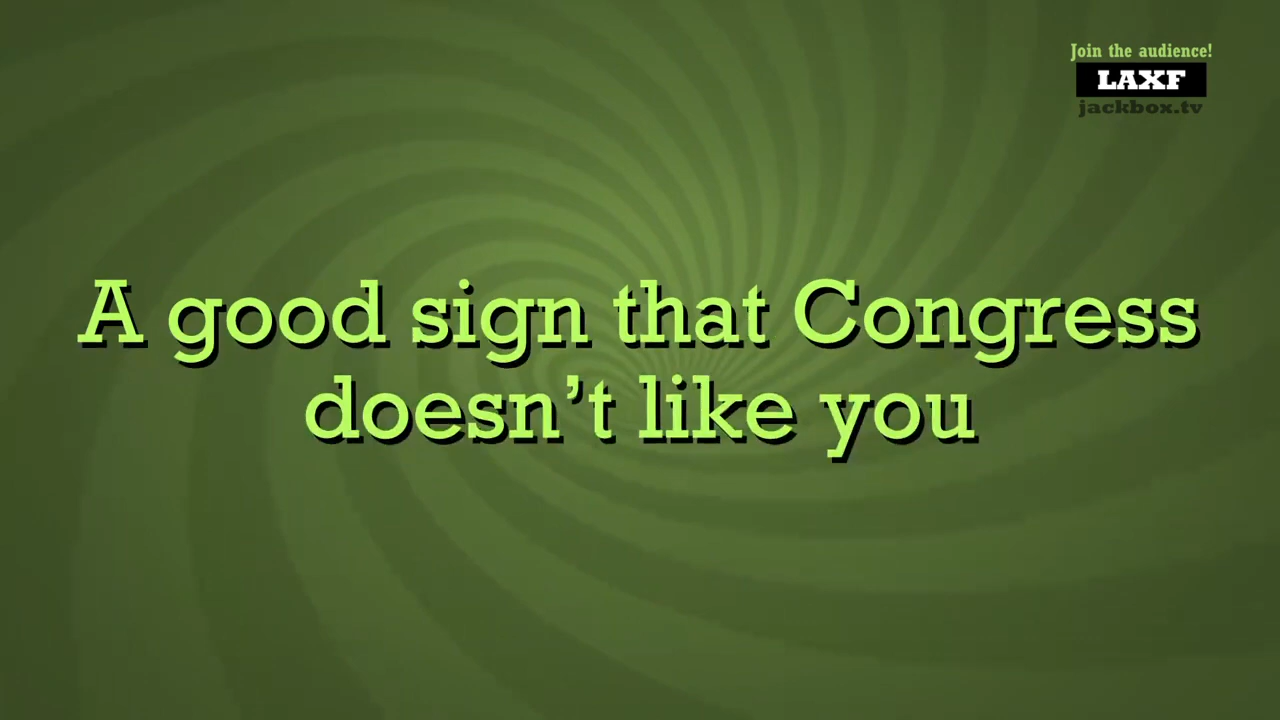 Join the audience!
LAXF
jackbox.tv
A good sign that Congress
doesn’t like you